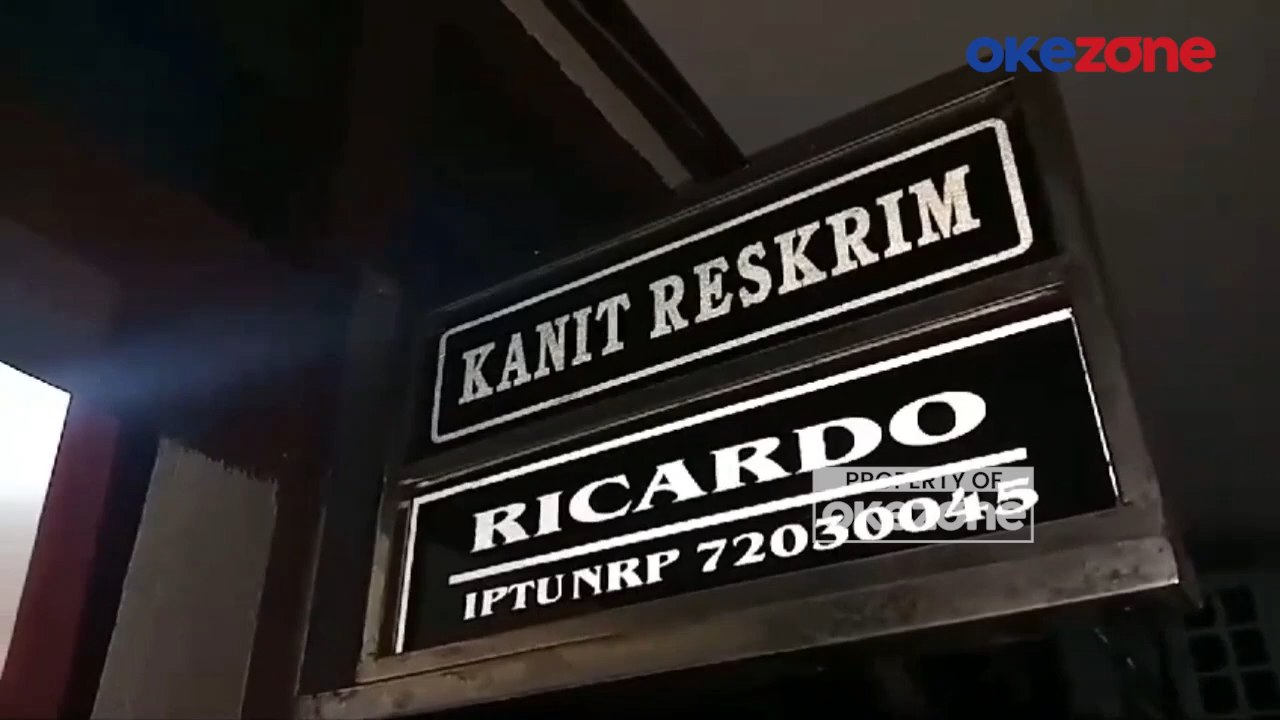 okezone
KANIT RESKRIM
RICARDO
PROPERTY OF
okezone
IPTU NRP 72030045